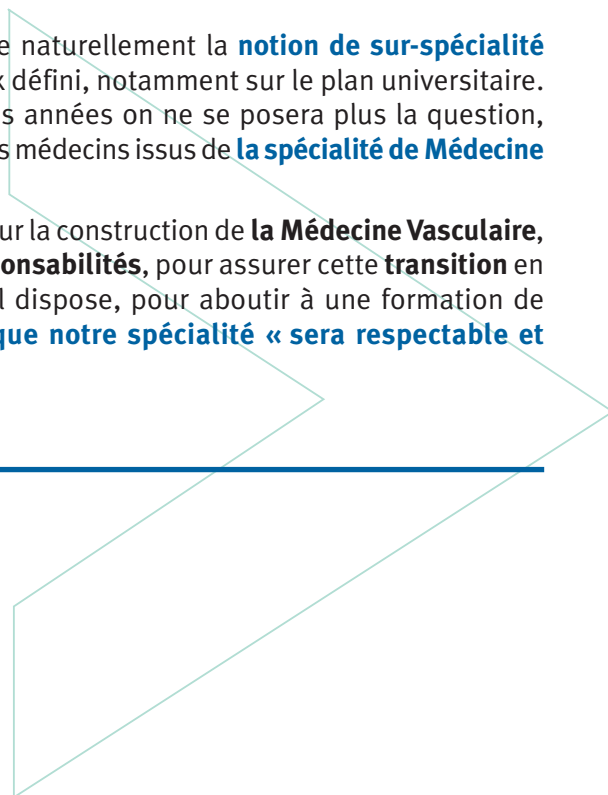 e naturellement la notion de sur-spécialité
x défini, notamment sur le plan universitaire.
s années on ne se posera plus la question,
s médecins issus de la spécialité de Médecine
ur la construction de la Médecine Vasculaire,
onsabilités, pour assurer cette transition en
l dispose, pour aboutir à une formation de
que notre spécialité « sera respectable et